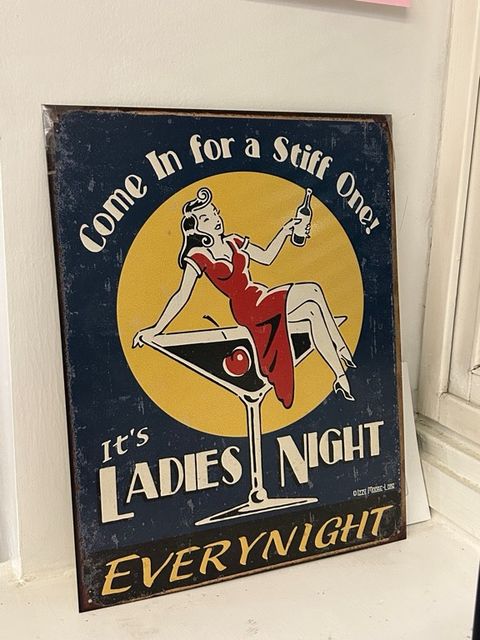 Come In for a Stiff One!
It's
LADIES NIGHT
EVERYNIGHT